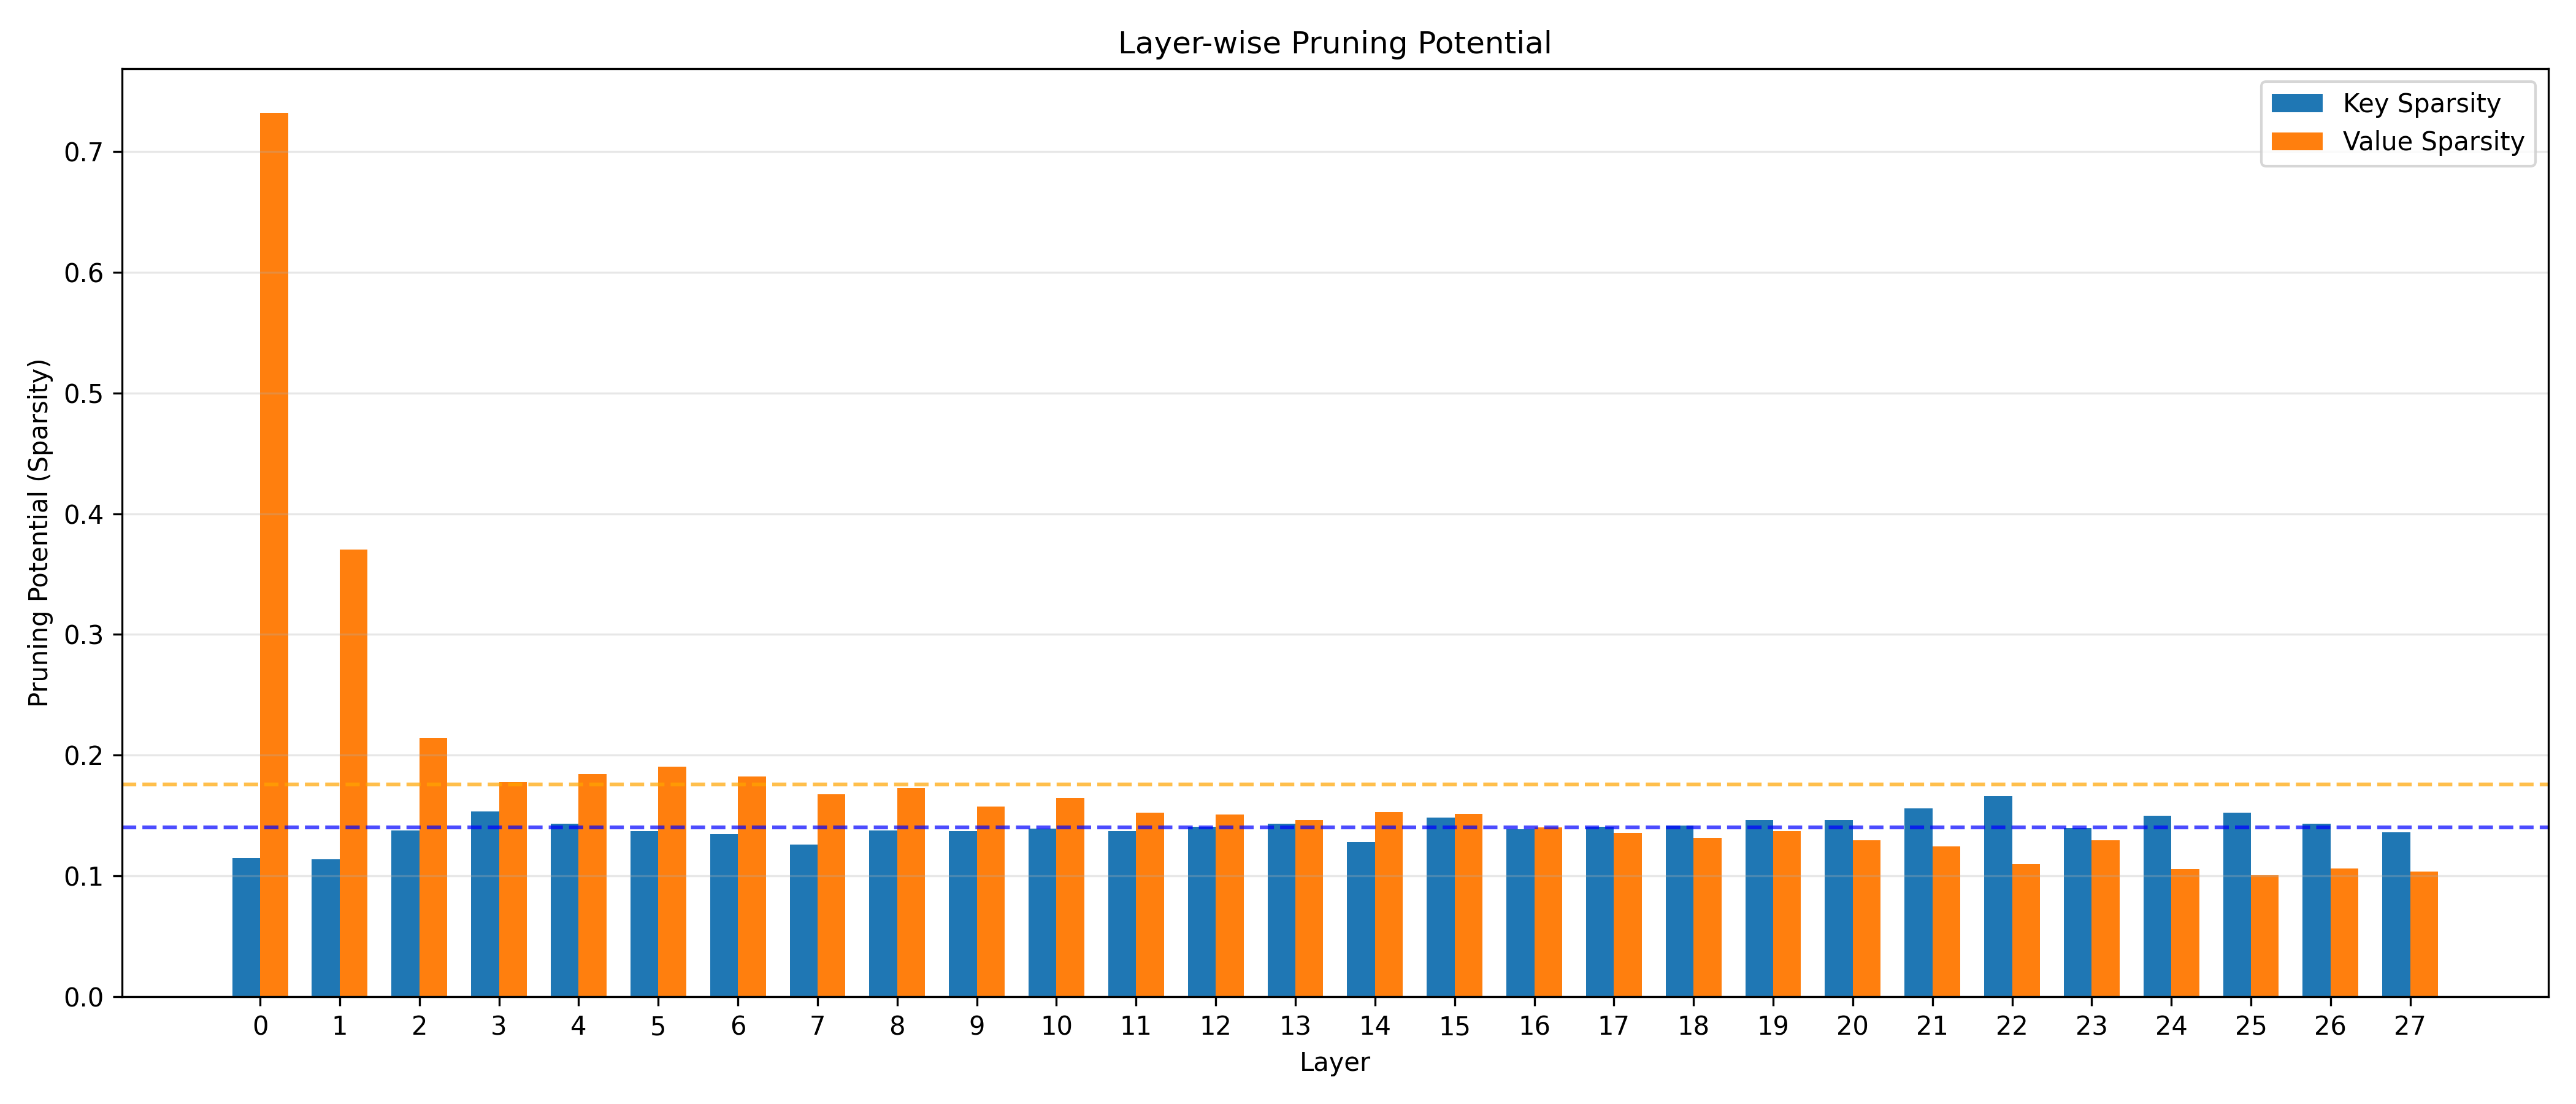 Layer-wise Pruning Potential
Key Sparsity
Value Sparsity
Pruning Potential (Sparsity)
0.7
0.6
0.5
0.4
0.3
0.2
0.1
0.0
0 1 2 3 4 5 6 7 8 9 10 11 12 13 14 15 16 17 18 19 20 21 22 23 24 25 26 27
Layer